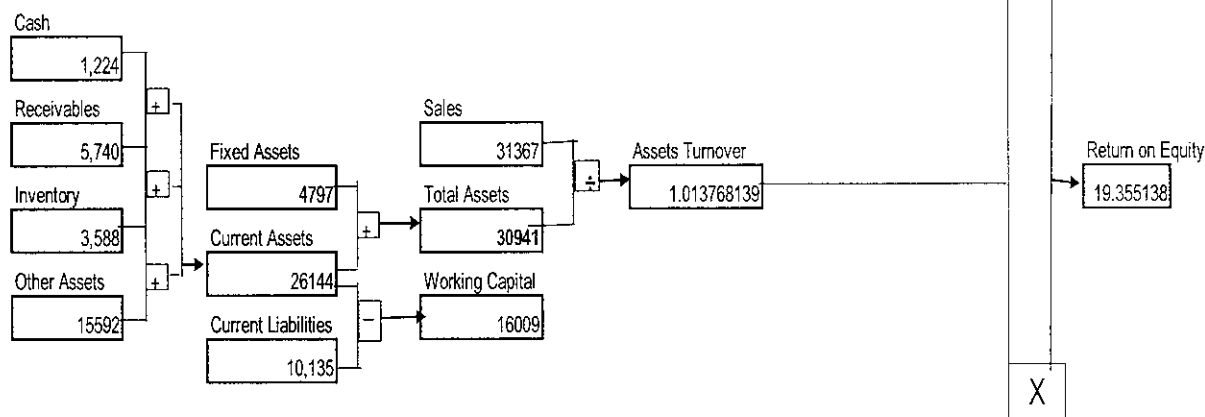 Cash
1,224
+
Receivables
5,740
+
Inventory
3,588
+
Other Assets
15592
Fixed Assets
4797
+
Current Assets
26144
−
Current Liabilities
10,135
Sales
31367
÷
Total Assets
30941
Working Capital
16009
Assets Turnover
1.013768139
X
Return on Equity
19.355138